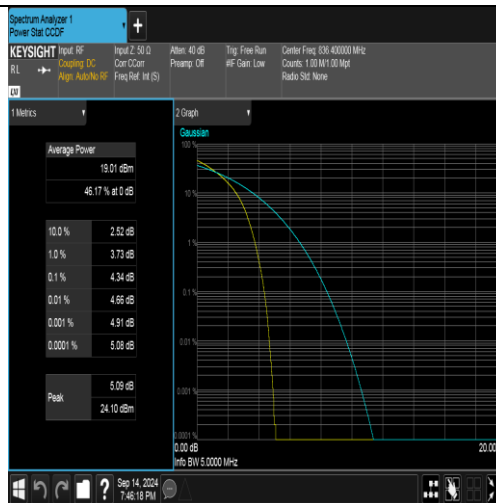 Spectrum Analyzer 1
Power Stat CCDF
+
KEYSIGHT
RL
LXI
Input: RF
Coupling: DC
Align: Auto/No RF
Input Z: 50 Ω
Corr CCorr
Freq Ref: Int (S)
Atten: 40 dB
Preamp: Off
Trig: Free Run
#IF Gain: Low
Center Freq: 836.400000 MHz
Counts: 1.00 M/1.00 Mpt
Radio Std: None
1 Metrics
Average Power
19.01 dBm
46.17 % at 0 dB
10.0 % 2.52 dB
1.0 % 3.73 dB
0.1 % 4.34 dB
0.01 % 4.66 dB
0.001 % 4.91 dB
0.0001 % 5.08 dB
Peak
5.09 dB
24.10 dBm
2 Graph
Gaussian
100 %
10 %
1 %
0.1 %
0.01 %
0.001 %
0.0001 %
0.00 dB
20.00
Info BW 5.0000 MHz
?
Sep 14, 2024
7:46:18 PM